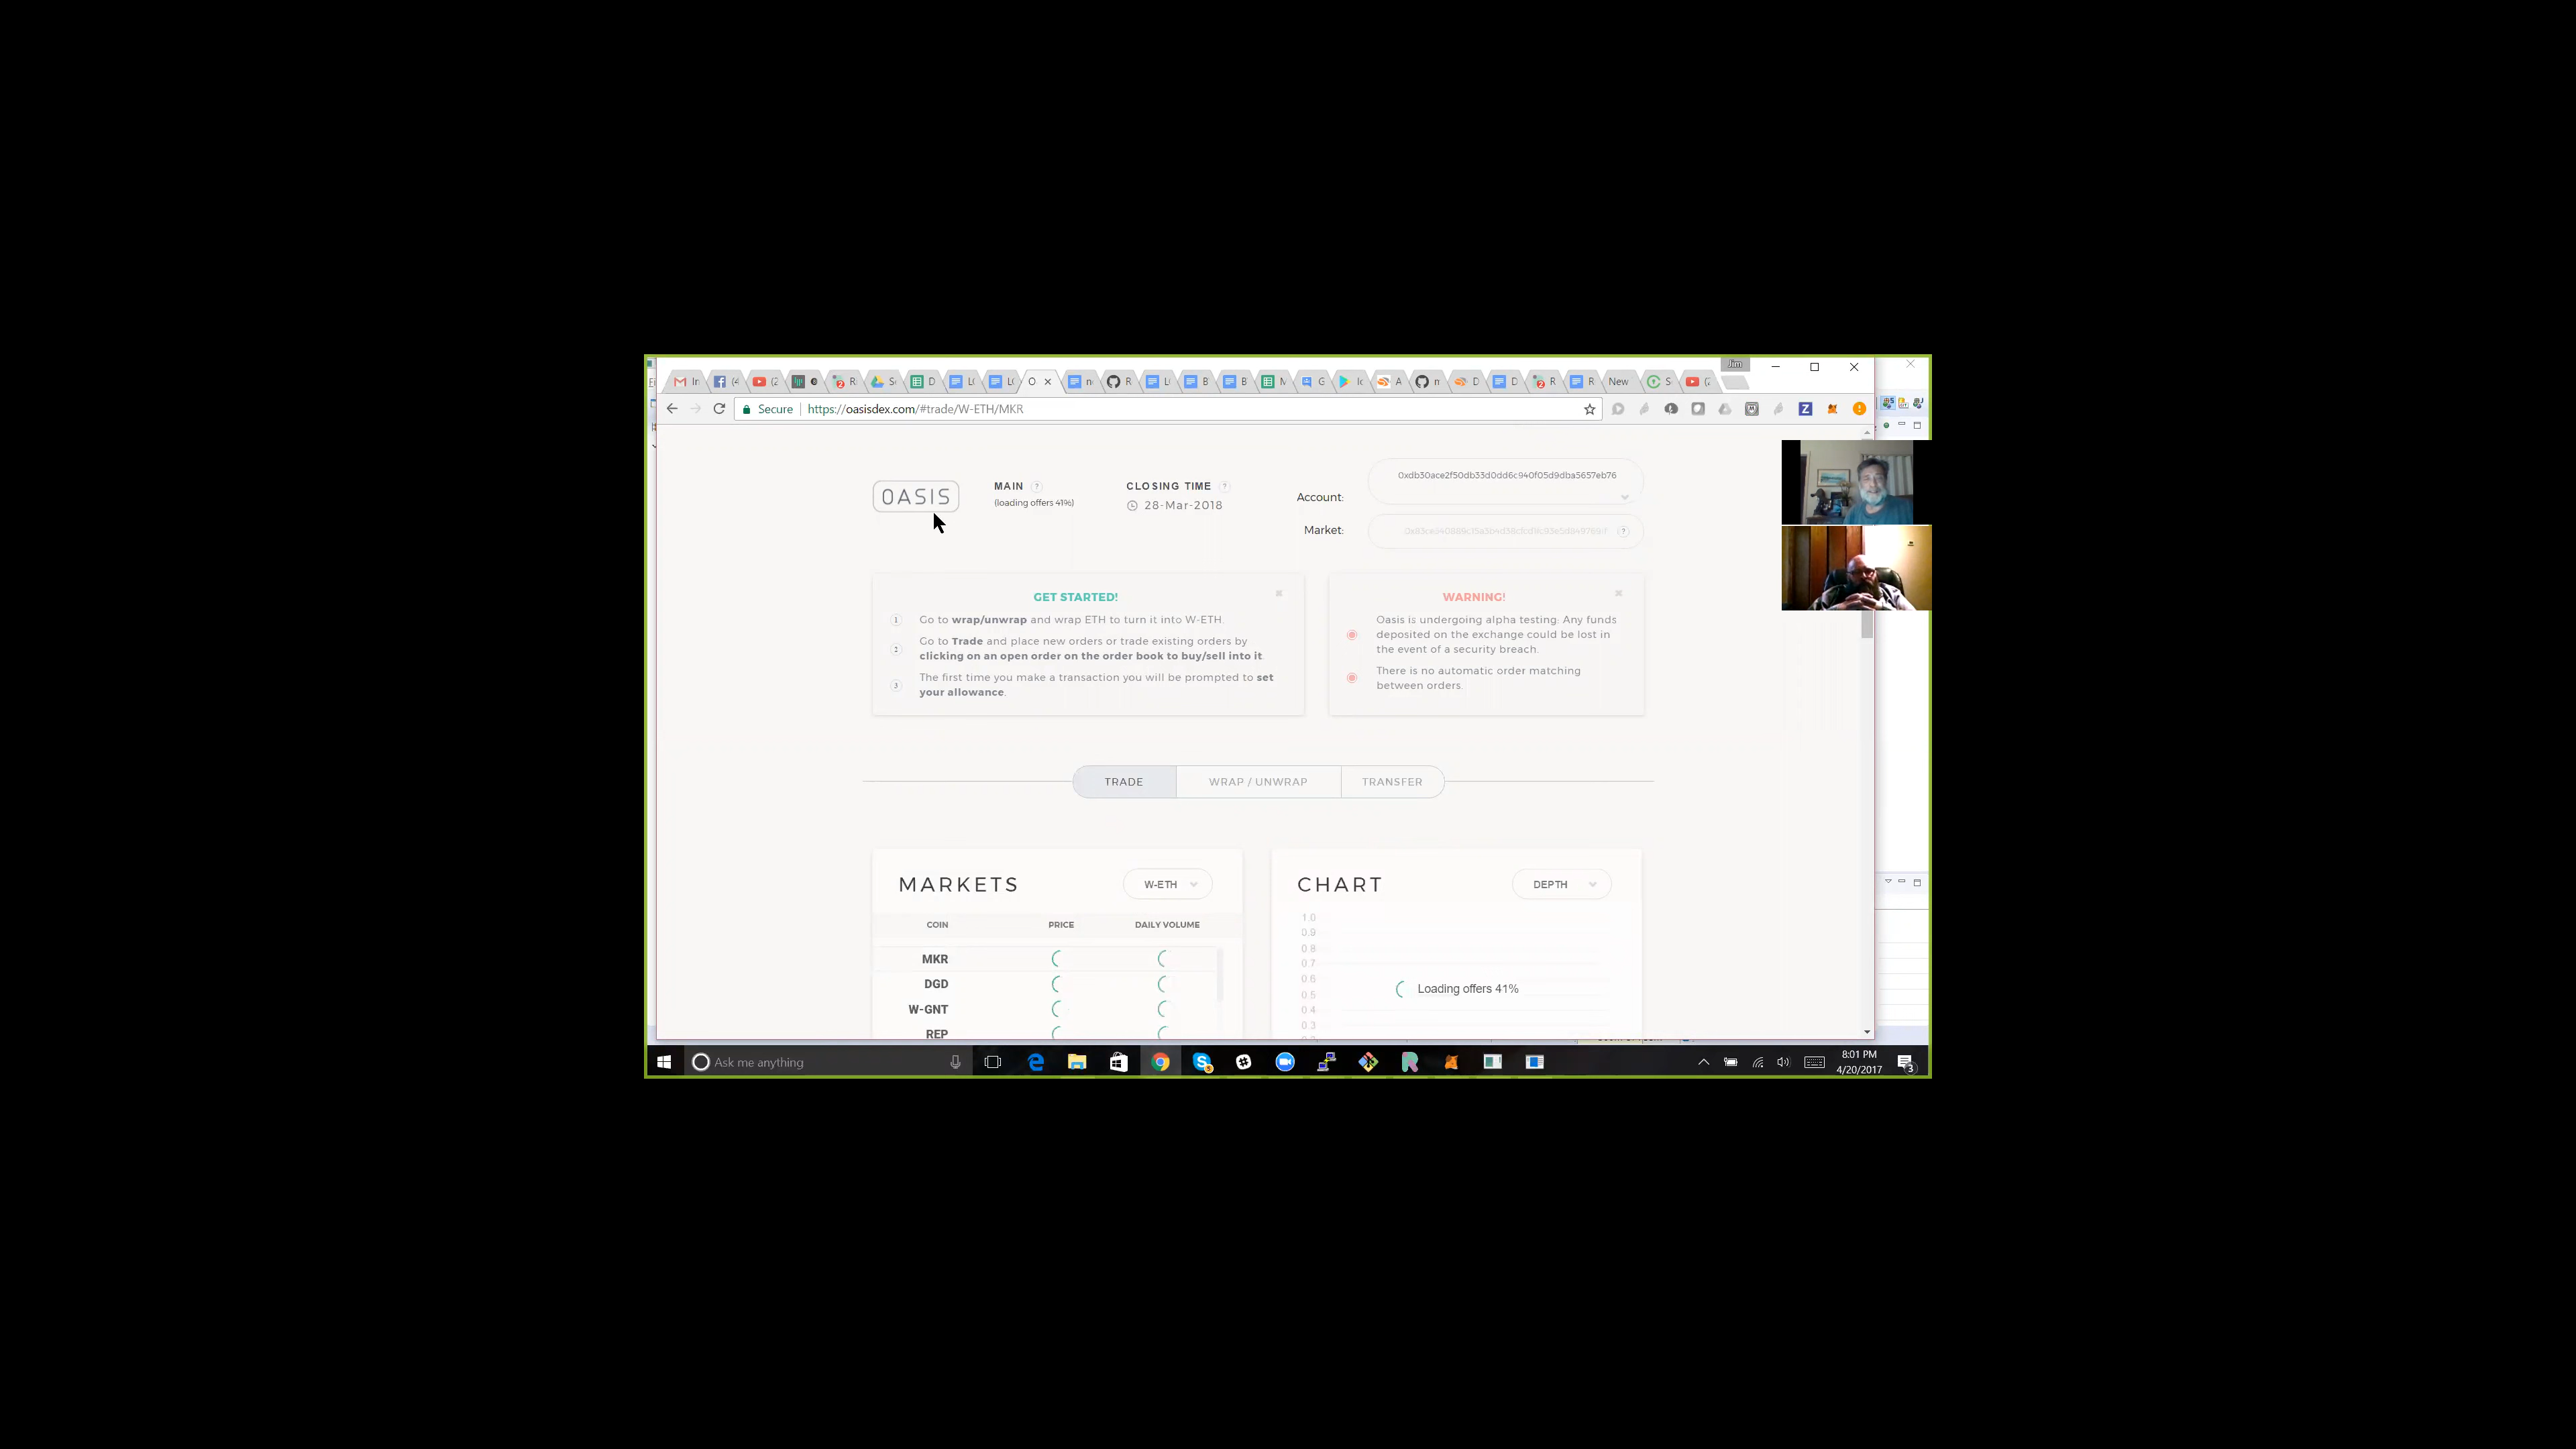 Jim
Secure https://oasisdex.com/#trade/W-ETH/MKR
OASIS
MAIN ?
(loading offers 41%)
CLOSING TIME ?
28-Mar-2018
Account:
0xdb30ace2f50db33d0dd6c940f05d9dba5657eb76
Market:
GET STARTED!
1 Go to wrap/unwrap and wrap ETH to turn it into W-ETH.
2 Go to Trade and place new orders or trade existing orders by
clicking on an open order on the order book to buy/sell into it.
3 The first time you make a transaction you will be prompted to set
your allowance.
WARNING!
Oasis is undergoing alpha testing. Any funds
deposited on the exchange could be lost in
the event of a security breach.
There is no automatic order matching
between orders.
TRADE WRAP / UNWRAP TRANSFER
MARKETS W-ETH
COIN PRICE DAILY VOLUME
MKR
DGD
W-GNT
REP
CHART DEPTH
1.0
0.9
0.8
0.7
0.6
0.5
0.4
0.3
Loading offers 41%
Ask me anything
8:01 PM
4/20/2017
3